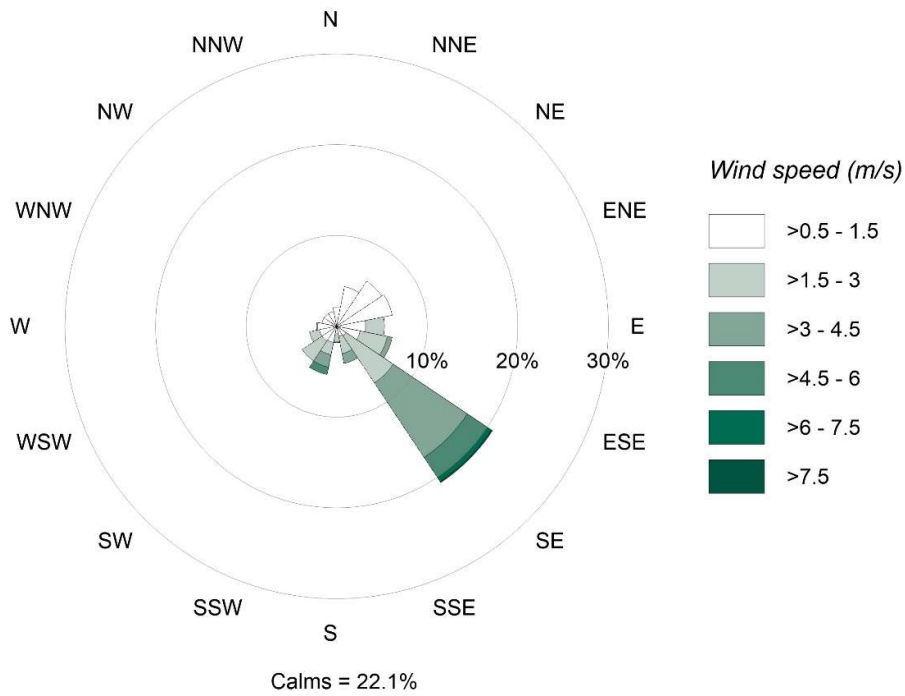 N
NNW
NNE
NW
NE
WNW
ENE
W
E
10%
20%
30%
WSW
ESE
SW
SE
SSW
SSE
S
Calms = 22.1%
Wind speed (m/s)
>0.5 - 1.5
>1.5 - 3
>3 - 4.5
>4.5 - 6
>6 - 7.5
>7.5